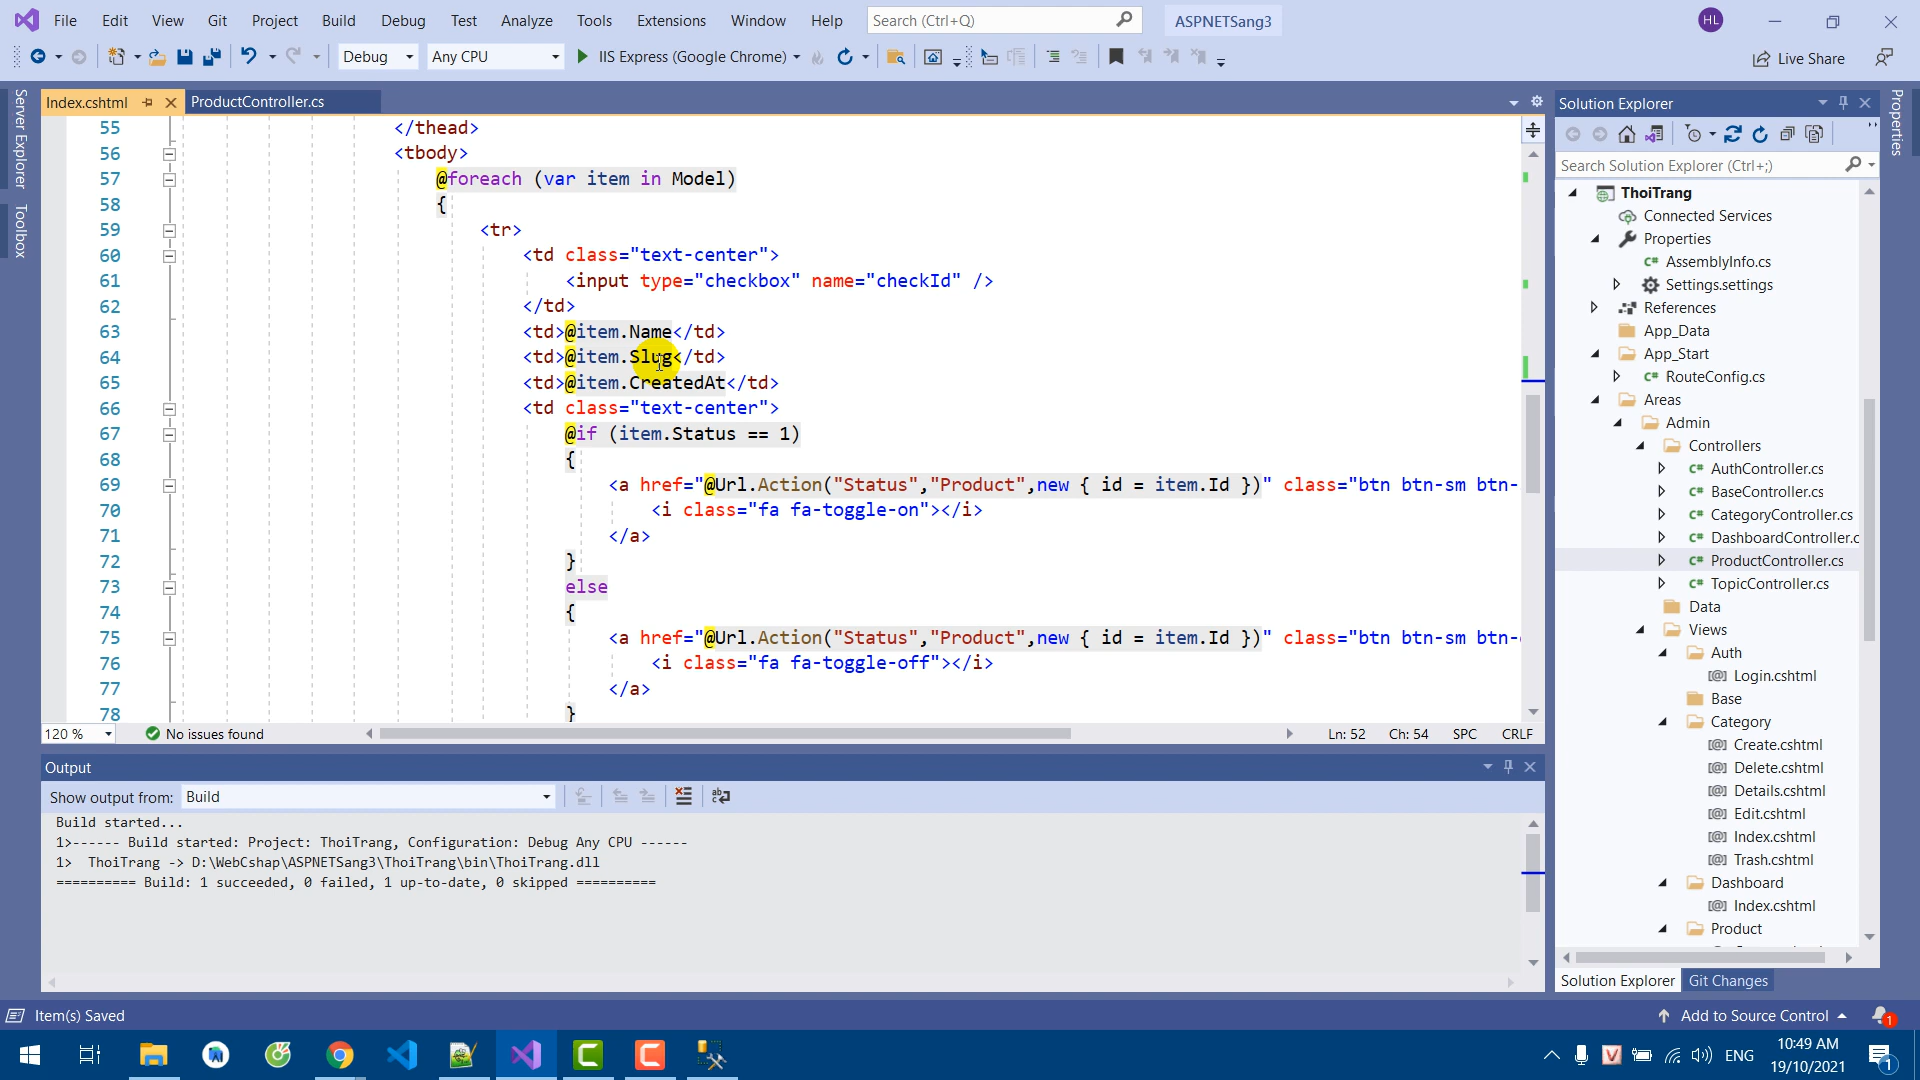 File Edit View Git Project Build Debug Test Analyze Tools Extensions Window Help Search (Ctrl+Q) ASPNETSang3 HL
Debug Any CPU IIS Express (Google Chrome) Live Share
Server Explorer
Toolbox
Index.cshtml ProductController.cs
55 </thead>
56 <tbody>
57 @foreach (var item in Model)
58 {
59 <tr>
60 <td class="text-center">
61 <input type="checkbox" name="checkId" />
62 </td>
63 <td>@item.Name</td>
64 <td>@item.Slug</td>
65 <td>@item.CreatedAt</td>
66 <td class="text-center">
67 @if (item.Status == 1)
68 {
69 <a href="@Url.Action("Status","Product",new { id = item.Id })" class="btn btn-sm btn-
70 <i class="fa fa-toggle-on"></i>
71 </a>
72 }
73 else
74 {
75 <a href="@Url.Action("Status","Product",new { id = item.Id })" class="btn btn-sm btn-
76 <i class="fa fa-toggle-off"></i>
77 </a>
78 }
120 % No issues found Ln: 52 Ch: 54 SPC CRLF
Output
Show output from: Build
Build started...
1>------ Build started: Project: ThoiTrang, Configuration: Debug Any CPU ------
1> ThoiTrang -> D:\WebCshap\ASPNETSang3\ThoiTrang\bin\ThoiTrang.dll
========== Build: 1 succeeded, 0 failed, 1 up-to-date, 0 skipped ==========
Solution Explorer
Search Solution Explorer (Ctrl+;)
ThoiTrang
Connected Services
Properties
C# AssemblyInfo.cs
Settings.settings
References
App_Data
App_Start
C# RouteConfig.cs
Areas
Admin
Controllers
C# AuthController.cs
C# BaseController.cs
C# CategoryController.cs
C# DashboardController.c
C# ProductController.cs
C# TopicController.cs
Data
Views
Auth
[@] Login.cshtml
Base
Category
[@] Create.cshtml
[@] Delete.cshtml
[@] Details.cshtml
[@] Edit.cshtml
[@] Index.cshtml
[@] Trash.cshtml
Dashboard
[@] Index.cshtml
Product
Solution Explorer Git Changes
Properties
Item(s) Saved Add to Source Control 1
V ENG 10:49 AM 1
19/10/2021